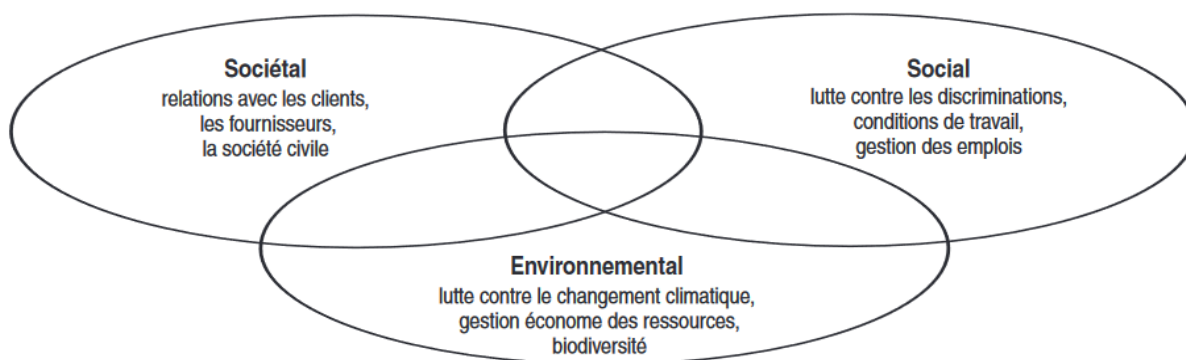 Sociétal
relations avec les clients,
les fournisseurs,
la société civile
Social
lutte contre les discriminations,
conditions de travail,
gestion des emplois
Environnemental
lutte contre le changement climatique,
gestion économe des ressources,
biodiversité